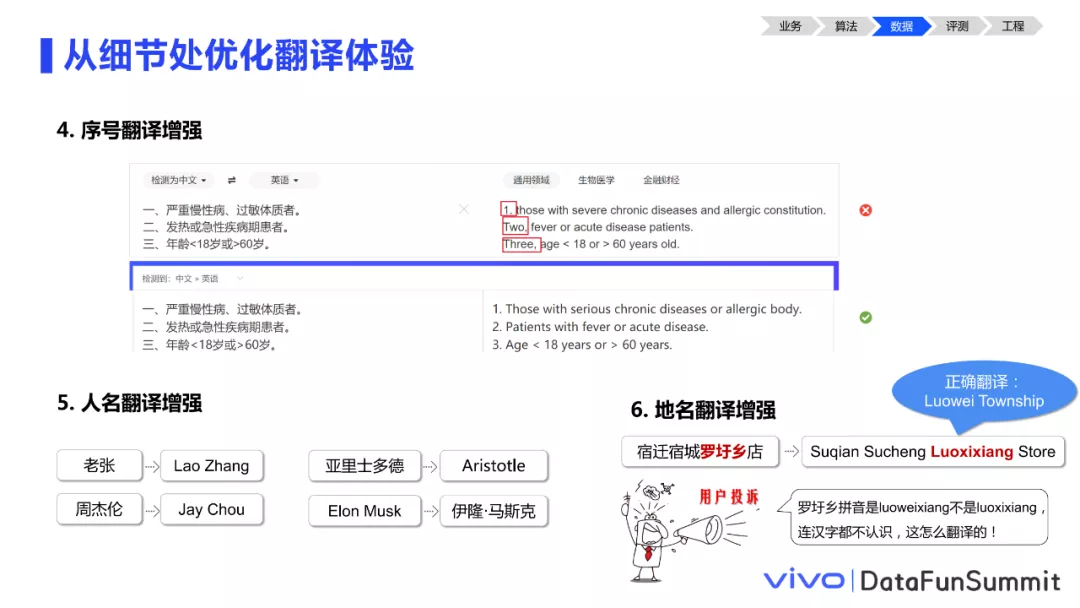 业务 算法 数据 评测 工程
从细节处优化翻译体验
4. 序号翻译增强
检测为中文 ⇌ 英语
通用领域 生物医学 金融财经
一、严重慢性病、过敏体质者。
二、发热或急性疾病期患者。
三、年龄<18岁或>60岁。
1. those with severe chronic diseases and allergic constitution.
Two, fever or acute disease patients.
Three, age < 18 or > 60 years old.
检测到：中文 » 英语
一、严重慢性病、过敏体质者。
二、发热或急性疾病期患者。
三、年龄<18岁或>60岁。
1. Those with serious chronic diseases or allergic body.
2. Patients with fever or acute disease.
3. Age < 18 years or > 60 years.
5. 人名翻译增强
老张 Lao Zhang
亚里士多德 Aristotle
周杰伦 Jay Chou
Elon Musk 伊隆·马斯克
6. 地名翻译增强
正确翻译：
Luowei Township
宿迁宿城罗圩乡店 Suqian Sucheng Luoxixiang Store
用户投诉
罗圩乡拼音是luoweixiang不是luoxixiang，
连汉字都不认识，这怎么翻译的！
vivo DataFunSummit